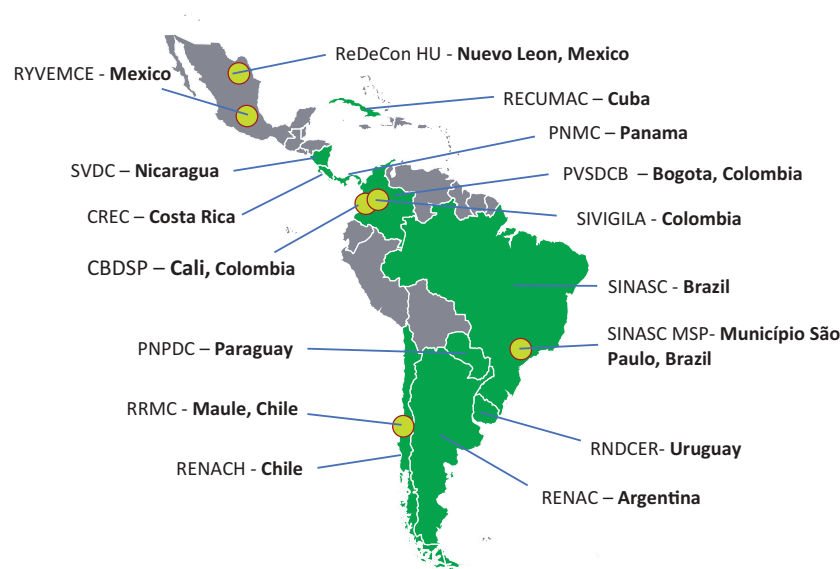 ReDeCon HU - Nuevo Leon, Mexico
RYVEMCE - Mexico
RECUMAC – Cuba
PNMC – Panama
SVDC – Nicaragua
PVSDCB – Bogota, Colombia
CREC – Costa Rica
SIVIGILA - Colombia
CBDSP – Cali, Colombia
SINASC - Brazil
SINASC MSP- Município São
Paulo, Brazil
PNPDC – Paraguay
RRMC - Maule, Chile
RNDCER- Uruguay
RENACH - Chile
RENAC – Argentina